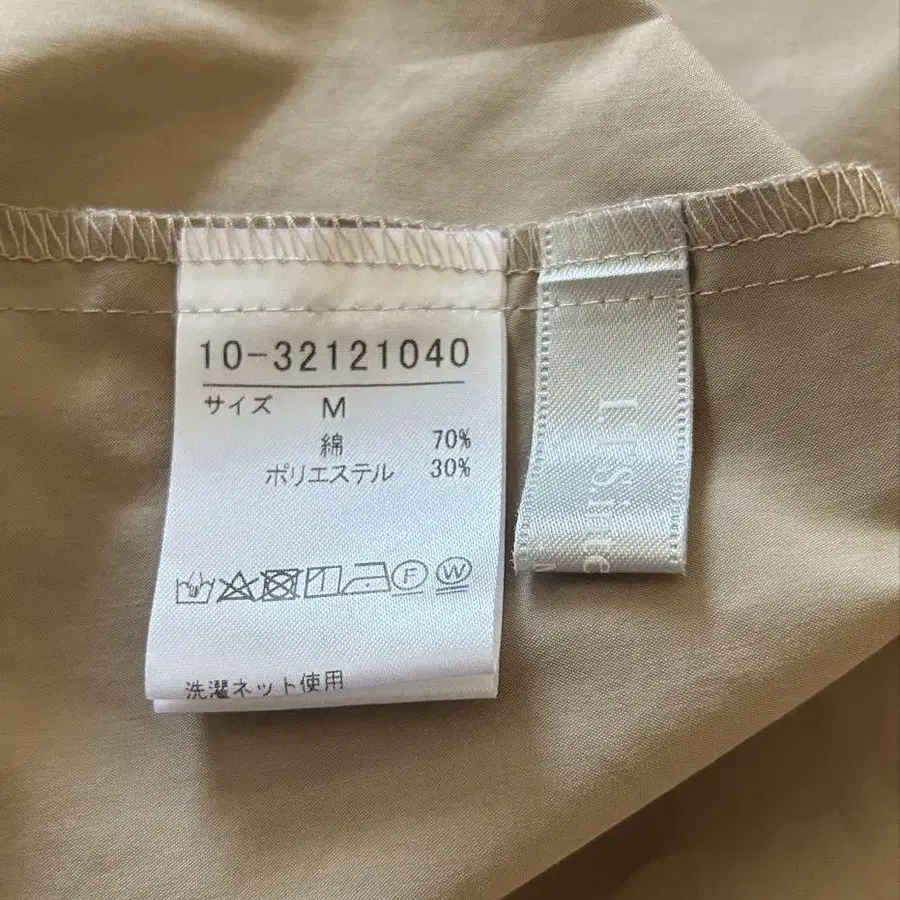 10-32121040
サイズ M
綿 70%
ポリエステル 30%
F W
洗濯ネット使用